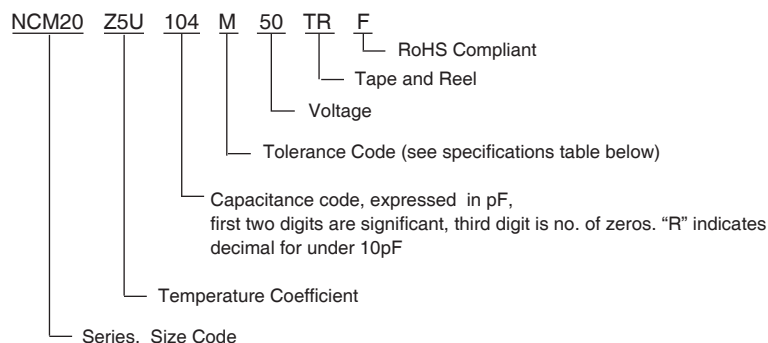 NCM20 Z5U 104 M 50 TR F
RoHS Compliant
Tape and Reel
Voltage
Tolerance Code (see specifications table below)
Capacitance code, expressed in pF,
first two digits are significant, third digit is no. of zeros. “R” indicates
decimal for under 10pF
Temperature Coefficient
Series, Size Code